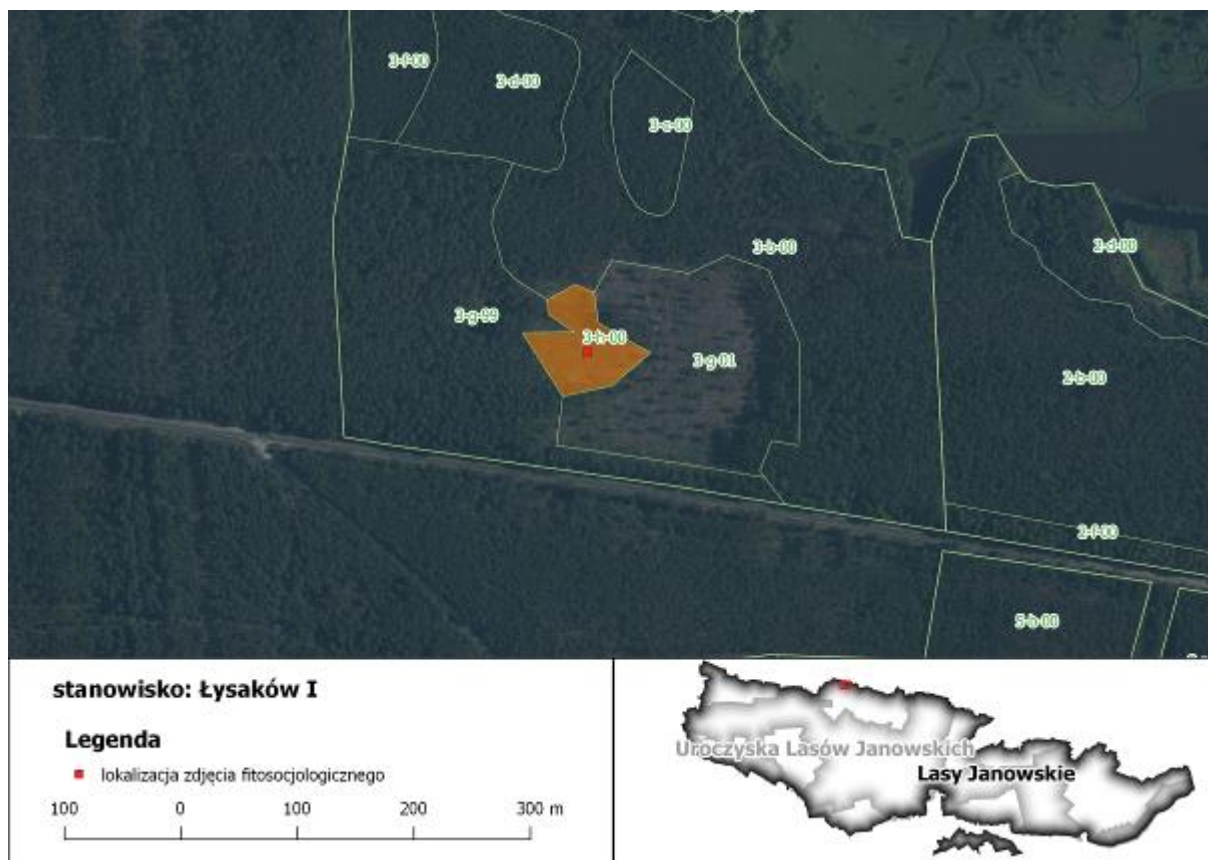 3-f-00
3-d-00
3-z-00
3-b-00
2-d-00
3-g-99
3-h-00
3-g-01
2-b-00
2-f-00
5-b-00
stanowisko: Łysaków I
Legenda
lokalizacja zdjęcia fitosocjologicznego
100 0 100 200 300 m
Uroczyska Lasów Janowskich
Lasy Janowskie